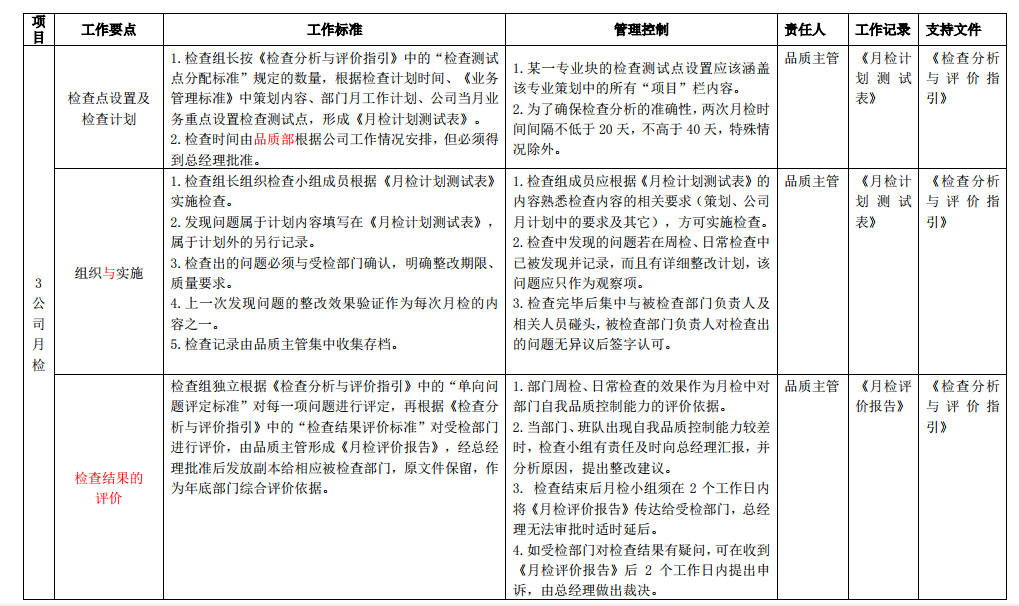 项目
工作要点
工作标准
管理控制
责任人
工作记录
支持文件
3
公
司
月
检
检查点设置及
检查计划
1.检查组长按《检查分析与评价指引》中的“检查测试
点分配标准”规定的数量，根据检查计划时间、《业务
管理标准》中策划内容、部门月工作计划、公司当月业
务重点设置检查测试点，形成《月检计划测试表》。
2.检查时间由品质部根据公司工作情况安排，但必须得
到总经理批准。
1.某一专业块的检查测试点设置应该涵盖
该专业策划中的所有“项目”栏内容。
2.为了确保检查分析的准确性，两次月检时
间间隔不低于 20 天，不高于 40 天，特殊情
况除外。
品质主管
《月检计
划测试
表》
《检查分析
与评价指
引》
组织与实施
1.检查组长组织检查小组成员根据《月检计划测试表》
实施检查。
2.发现问题属于计划内容填写在《月检计划测试表》，
属于计划外的另行记录。
3.检查出的问题必须与受检部门确认，明确整改期限、
质量要求。
4.上一次发现问题的整改效果验证作为每次月检的内
容之一。
5.检查记录由品质主管集中收集存档。
1.检查组成员应根据《月检计划测试表》的
内容熟悉检查内容的相关要求（策划、公司
月计划中的要求及其它），方可实施检查。
2.检查中发现的问题若在周检、日常检查中
已被发现并记录，而且有详细整改计划，该
问题应只作为观察项。
3.检查完毕后集中与被检查部门负责人及
相关人员碰头，被检查部门负责人对检查出
的问题无异议后签字认可。
品质主管
《月检计
划测试
表》
《检查分析
与评价指
引》
检查结果的
评价
检查组独立根据《检查分析与评价指引》中的“单向问
题评定标准”对每一项问题进行评定，再根据《检查分
析与评价指引》中的“检查结果评价标准”对受检部门
进行评价，由品质主管形成《月检评价报告》，经总经
理批准后发放副本给相应被检查部门，原文件保留，作
为年底部门综合评价依据。
1.部门周检、日常检查的效果作为月检中对
部门自我品质控制能力的评价依据。
2.当部门、班队出现自我品质控制能力较差
时，检查小组有责任及时向总经理汇报，并
分析原因，提出整改建议。
3. 检查结束后月检小组须在 2 个工作日内
将《月检评价报告》传达给受检部门，总经
理无法审批时适时延后。
4.如受检部门对检查结果有疑问，可在收到
《月检评价报告》后 2 个工作日内提出申
诉，由总经理做出裁决。
品质主管
《月检评
价报告》
《检查分析
与评价指
引》